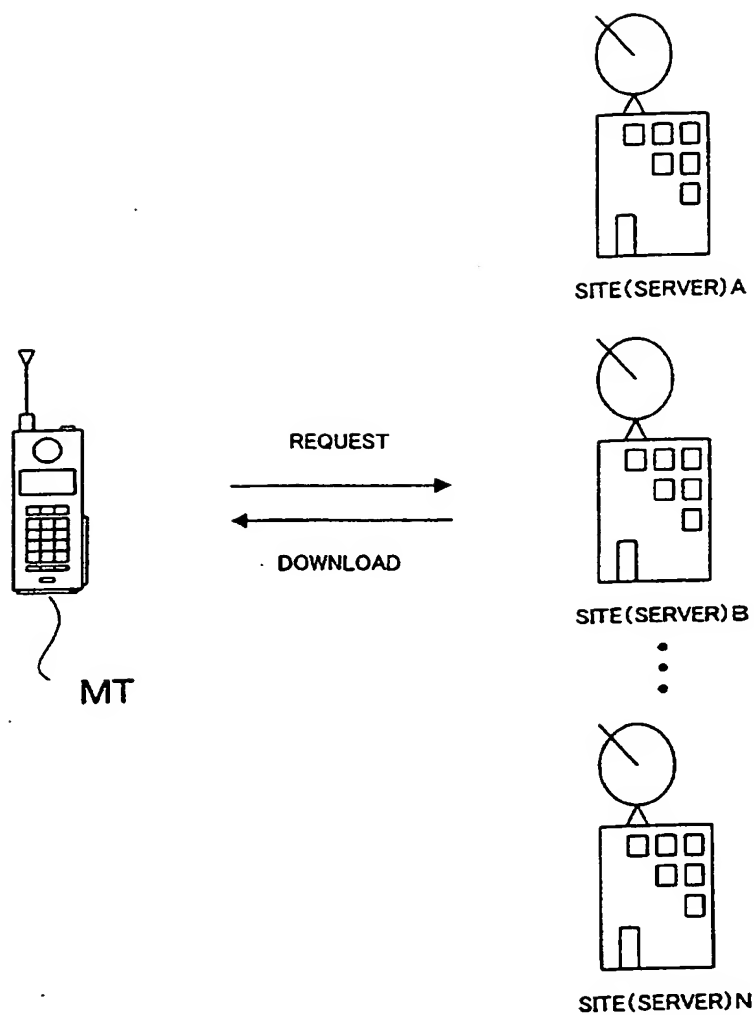 SITE(SERVER)A
REQUEST
DOWNLOAD
MT
SITE(SERVER)B
SITE(SERVER)N